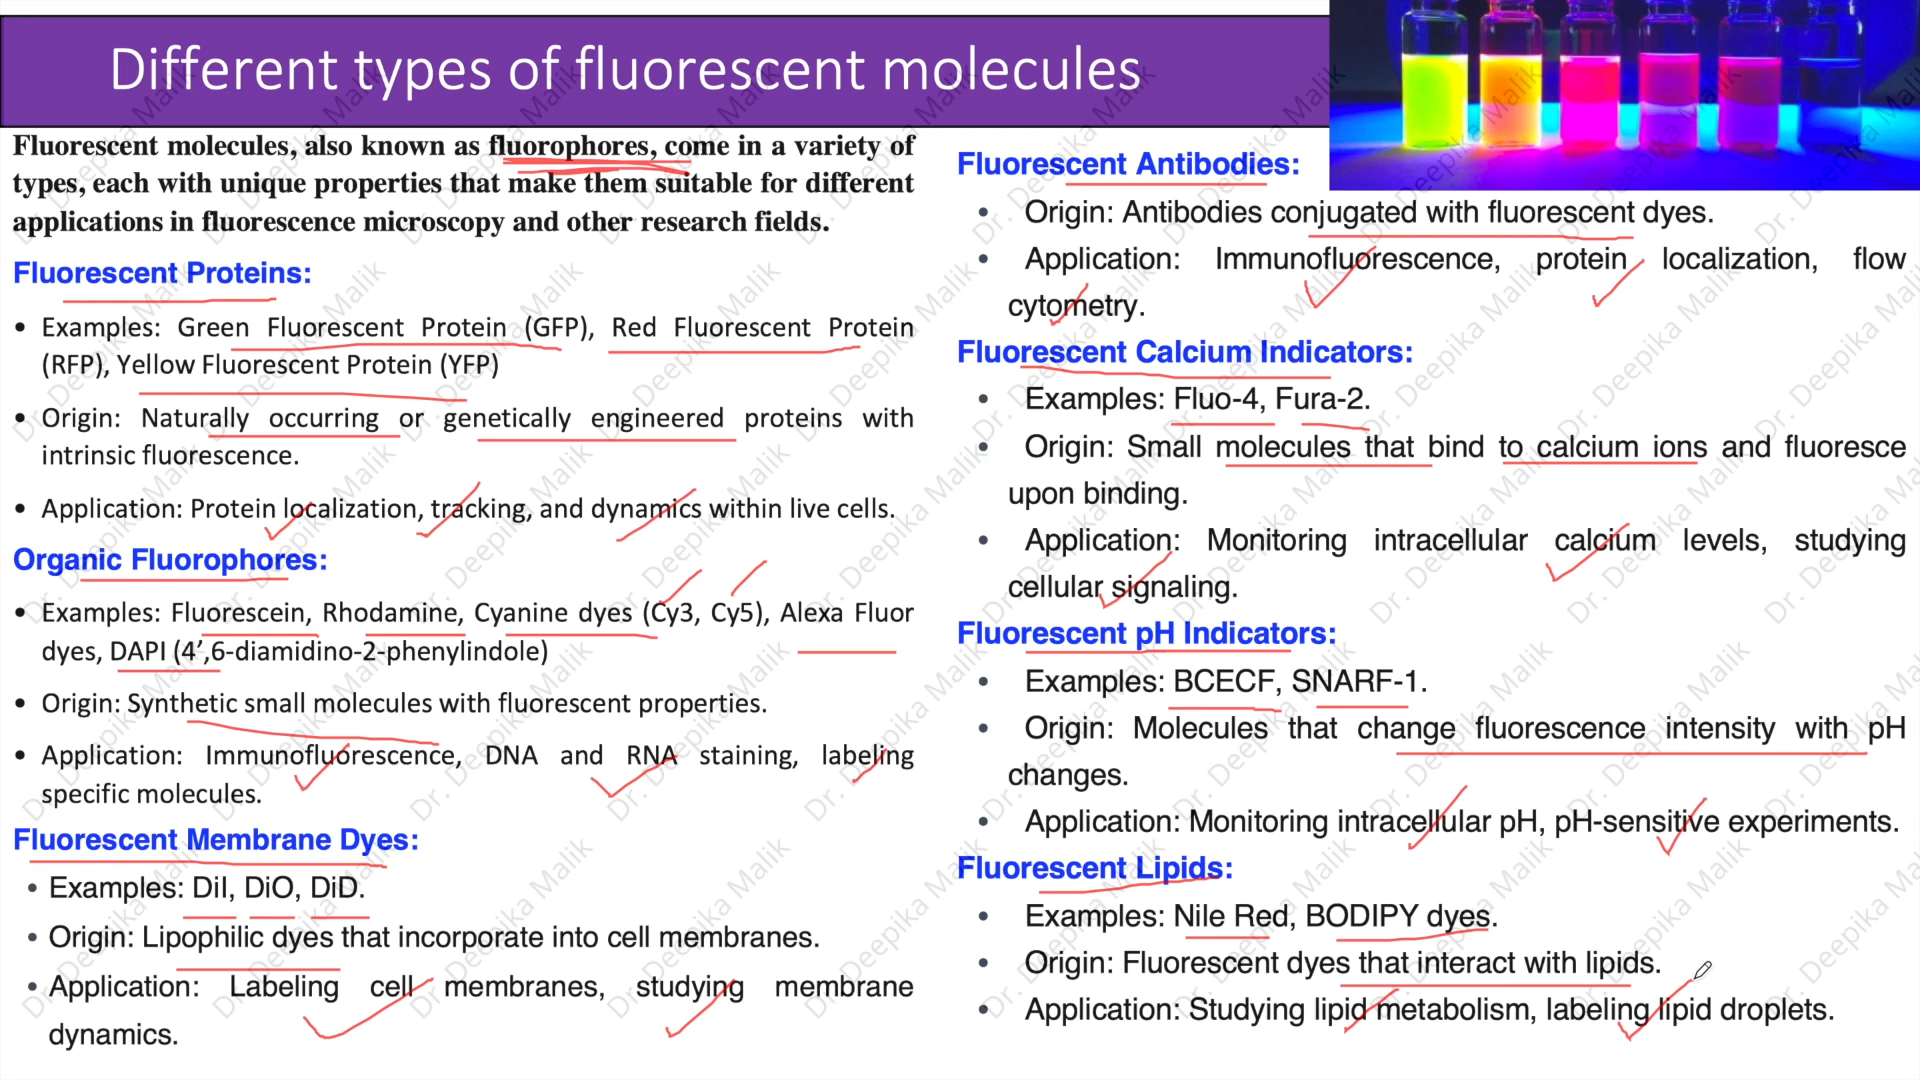 Different types of fluorescent molecules
Fluorescent molecules, also known as fluorophores, come in a variety of
types, each with unique properties that make them suitable for different
applications in fluorescence microscopy and other research fields.
Fluorescent Proteins:
• Examples: Green Fluorescent Protein (GFP), Red Fluorescent Protein
(RFP), Yellow Fluorescent Protein (YFP)
• Origin: Naturally occurring or genetically engineered proteins with
intrinsic fluorescence.
• Application: Protein localization, tracking, and dynamics within live cells.
Organic Fluorophores:
• Examples: Fluorescein, Rhodamine, Cyanine dyes (Cy3, Cy5), Alexa Fluor
dyes, DAPI (4’,6-diamidino-2-phenylindole)
• Origin: Synthetic small molecules with fluorescent properties.
• Application: Immunofluorescence, DNA and RNA staining, labeling
specific molecules.
Fluorescent Membrane Dyes:
• Examples: DiI, DiO, DiD.
• Origin: Lipophilic dyes that incorporate into cell membranes.
• Application: Labeling cell membranes, studying membrane
dynamics.
Fluorescent Antibodies:
• Origin: Antibodies conjugated with fluorescent dyes.
• Application: Immunofluorescence, protein localization, flow
cytometry.
Fluorescent Calcium Indicators:
• Examples: Fluo-4, Fura-2.
• Origin: Small molecules that bind to calcium ions and fluoresce
upon binding.
• Application: Monitoring intracellular calcium levels, studying
cellular signaling.
Fluorescent pH Indicators:
• Examples: BCECF, SNARF-1.
• Origin: Molecules that change fluorescence intensity with pH
changes.
• Application: Monitoring intracellular pH, pH-sensitive experiments.
Fluorescent Lipids:
• Examples: Nile Red, BODIPY dyes.
• Origin: Fluorescent dyes that interact with lipids.
• Application: Studying lipid metabolism, labeling lipid droplets.
Dr. Deepika Malik